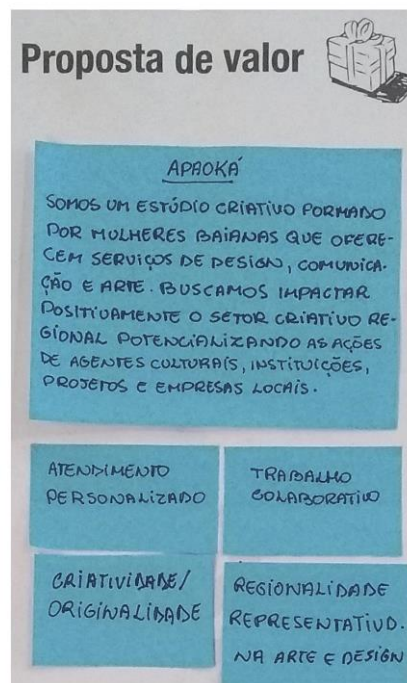 Proposta de valor
APAOKÁ
SOMOS UM ESTÚDIO CRIATIVO FORMADO
POR MULHERES BAIANAS QUE OFERE-
CEM SERVIÇOS DE DESIGN, COMUNICA-
ÇÃO E ARTE. BUSCAMOS IMPACTAR
POSITIVAMENTE O SETOR CRIATIVO RE-
GIONAL POTENCIALIZANDO AS AÇÕES
DE AGENTES CULTURAIS, INSTITUIÇÕES,
PROJETOS E EMPRESAS LOCAIS.
ATENDIMENTO
PERSONALIZADO
TRABALHO
COLABORATIVO
CRIATIVIDADE/
ORIGINALIDADE
REGIONALIDADE
REPRESENTATIVID.
NA ARTE E DESIGN